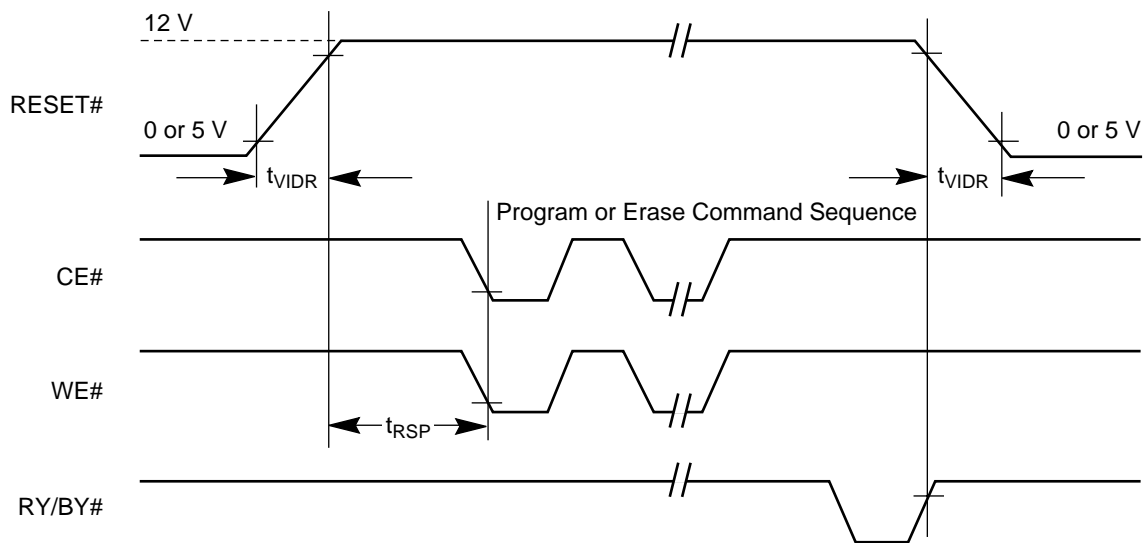 12 V
RESET#
0 or 5 V
0 or 5 V
tVIDR
tVIDR
Program or Erase Command Sequence
CE#
WE#
tRSP
RY/BY#